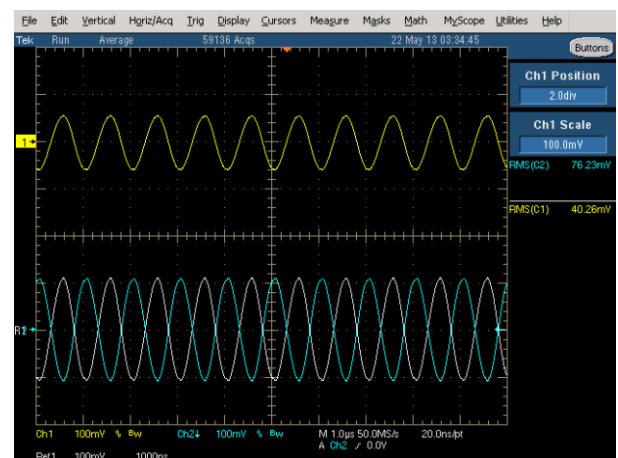 File Edit Vertical Horiz/Acq Trig Display Cursors Measure Masks Math MyScope Utilities Help
Tek Run Average 59136 Acqs 22 May 13 03:34:45
Buttons
Ch1 Position
2.0div
Ch1 Scale
100.0mV
RMS(C2) 76.23mV
RMS(C1) 40.26mV
1
Ch1 100mV % Bw Ch2↓ 100mV % Bw M 1.0µs 50.0MS/s 20.0ns/pt
A Ch2 ∕ 0.0V
Ref1 100mV 1000ns